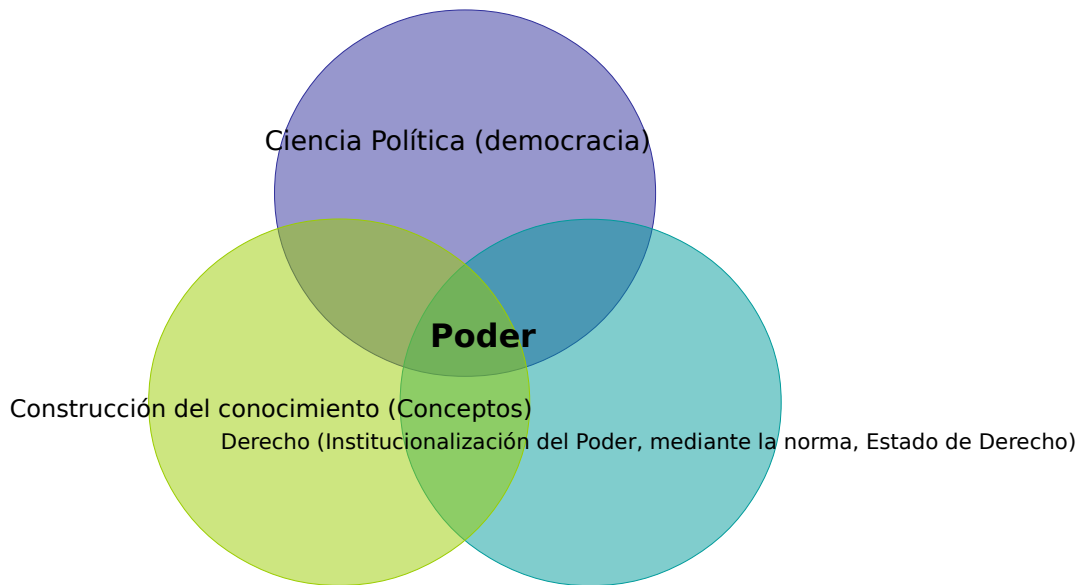 Ciencia Política (democracia)
Poder
Construcción del conocimiento (Conceptos)
Derecho (Institucionalización del Poder, mediante la norma, Estado de Derecho)